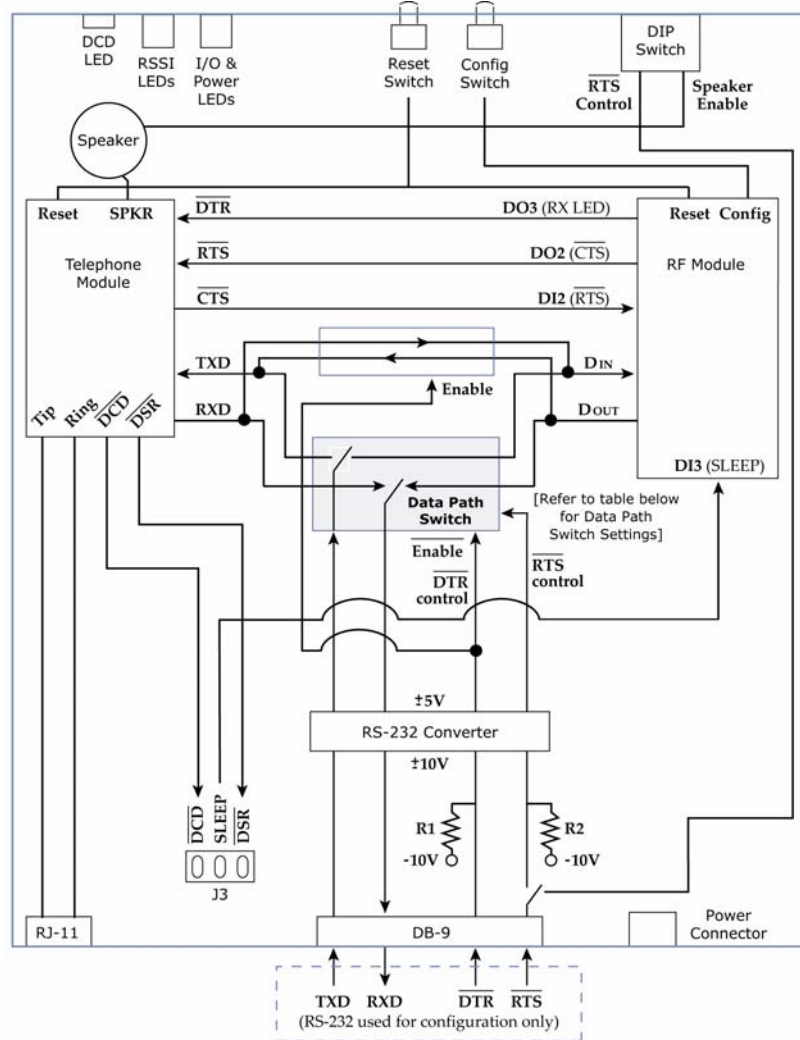 DCD
LED
RSSI
LEDs
I/O &
Power
LEDs
Reset
Switch
Config
Switch
DIP
Switch
RTS
Control
Speaker
Enable
Speaker
Reset
SPKR
DTR
DO3 (RX LED)
Reset
Config
Telephone
Module
RTS
DO2 (CTS)
RF Module
CTS
DI2 (RTS)
TXD
DIN
Enable
RXD
DOUT
Tip
Ring
DCD
DSR
DI3 (SLEEP)
Data Path
Switch
[Refer to table below
for Data Path
Switch Settings]
Enable
DTR
control
RTS
control
±5V
RS-232 Converter
±10V
DCD
SLEEP
DSR
J3
R1
-10V
R2
-10V
RJ-11
DB-9
Power
Connector
TXD
RXD
DTR
RTS
(RS-232 used for configuration only)